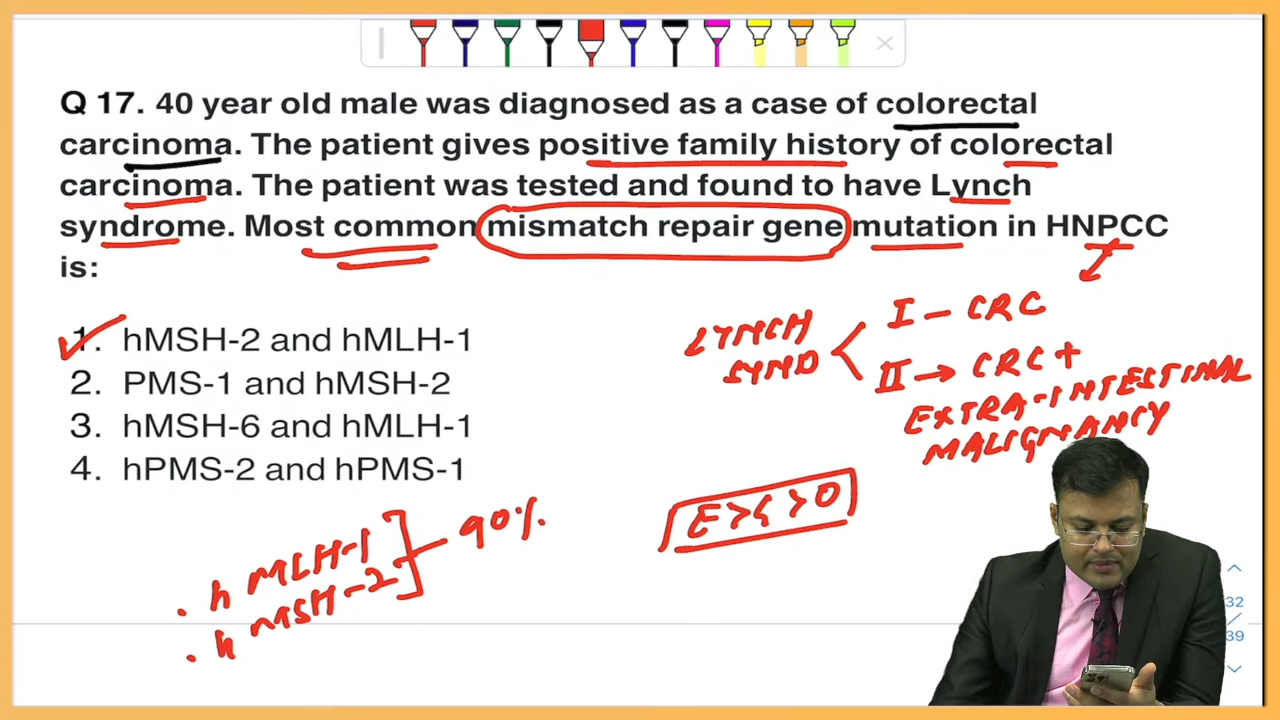 Q 17. 40 year old male was diagnosed as a case of colorectal
carcinoma. The patient gives positive family history of colorectal
carcinoma. The patient was tested and found to have Lynch
syndrome. Most common mismatch repair gene mutation in HNPCC
is:
1. hMSH-2 and hMLH-1
2. PMS-1 and hMSH-2
3. hMSH-6 and hMLH-1
4. hPMS-2 and hPMS-1
LYNCH
SYND
I - CRC
II → CRC +
EXTRA-INTESTINAL
MALIGNANCY
E > G > O
. h MLH-1
. h MSH-2
90%
32
39